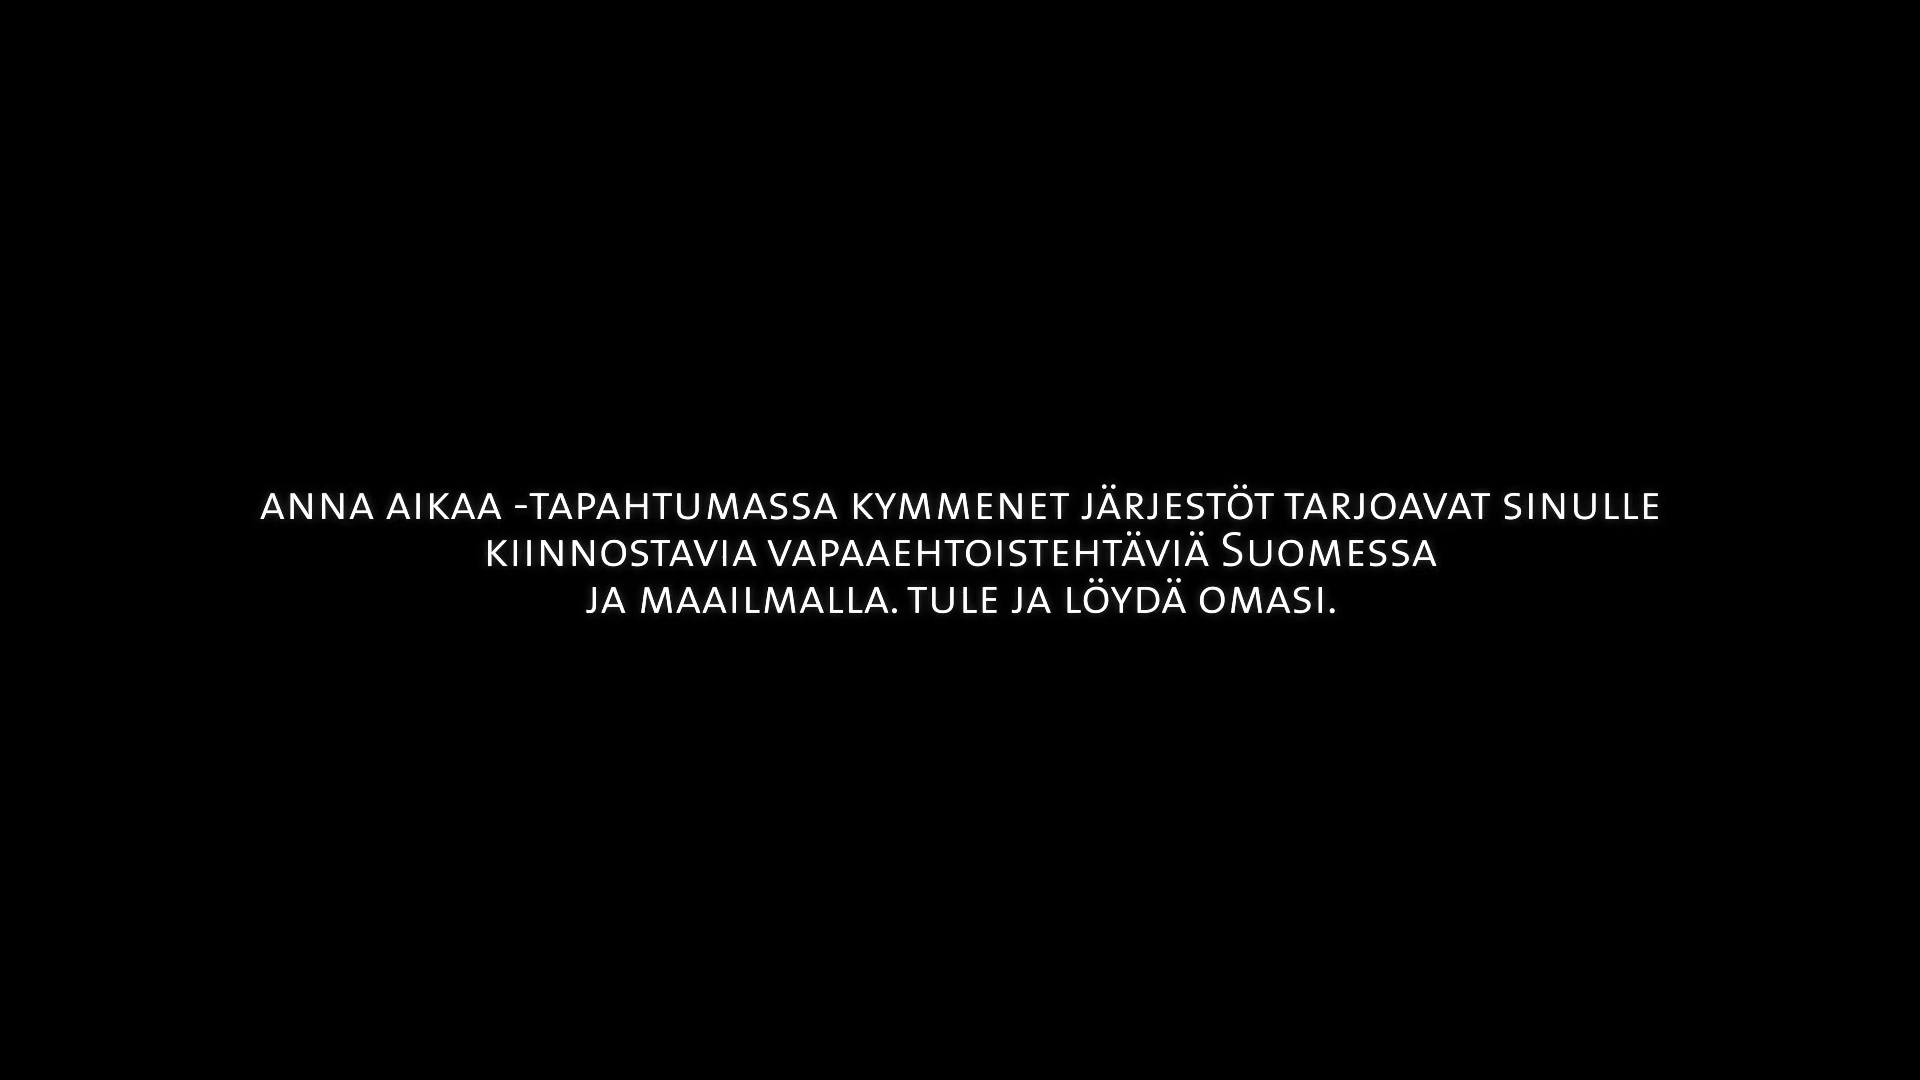 ANNA AIKAA -TAPAHTUMASSA KYMMENET JÄRJESTÖT TARJOAVAT SINULLE
KIINNOSTAVIA VAPAAEHTOISTEHTÄVIÄ SUOMESSA
JA MAAILMALLA. TULE JA LÖYDÄ OMASI.